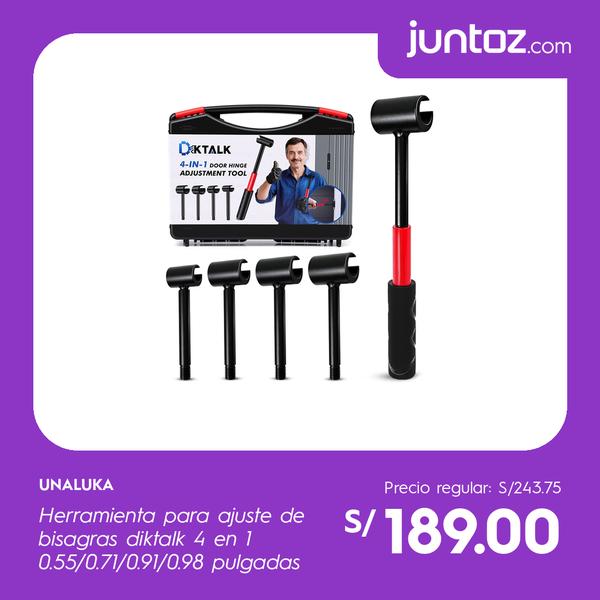 juntoz.com
DIKTALK
4-IN-1 DOOR HINGE
ADJUSTMENT TOOL
UNALUKA
Herramienta para ajuste de
bisagras diktalk 4 en 1
0.55/0.71/0.91/0.98 pulgadas
Precio regular: S/243.75
S/189.00